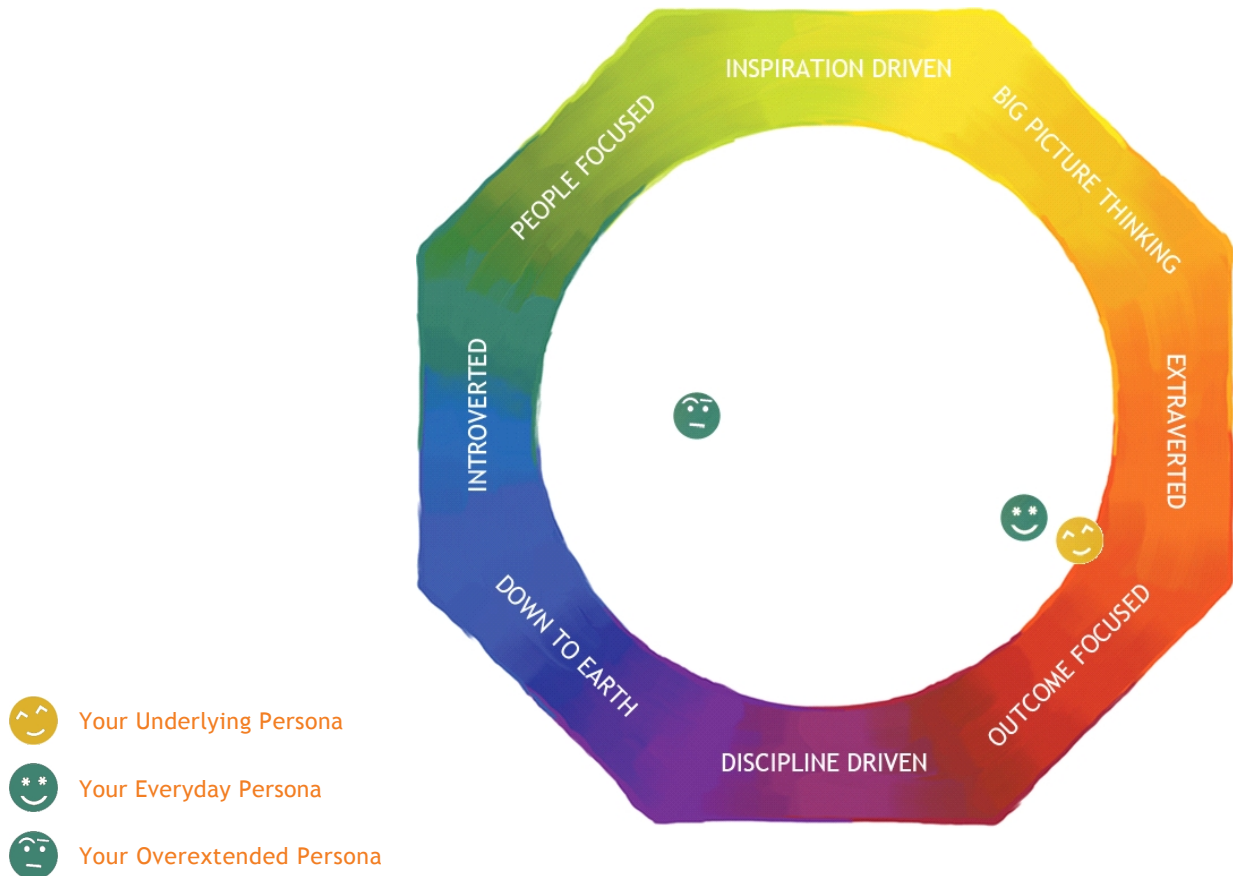 INSPIRATION DRIVEN
BIG PICTURE THINKING
PEOPLE FOCUSED
EXTRAVERTED
INTROVERTED
DOWN TO EARTH
OUTCOME FOCUSED
DISCIPLINE DRIVEN
Your Underlying Persona
Your Everyday Persona
Your Overextended Persona